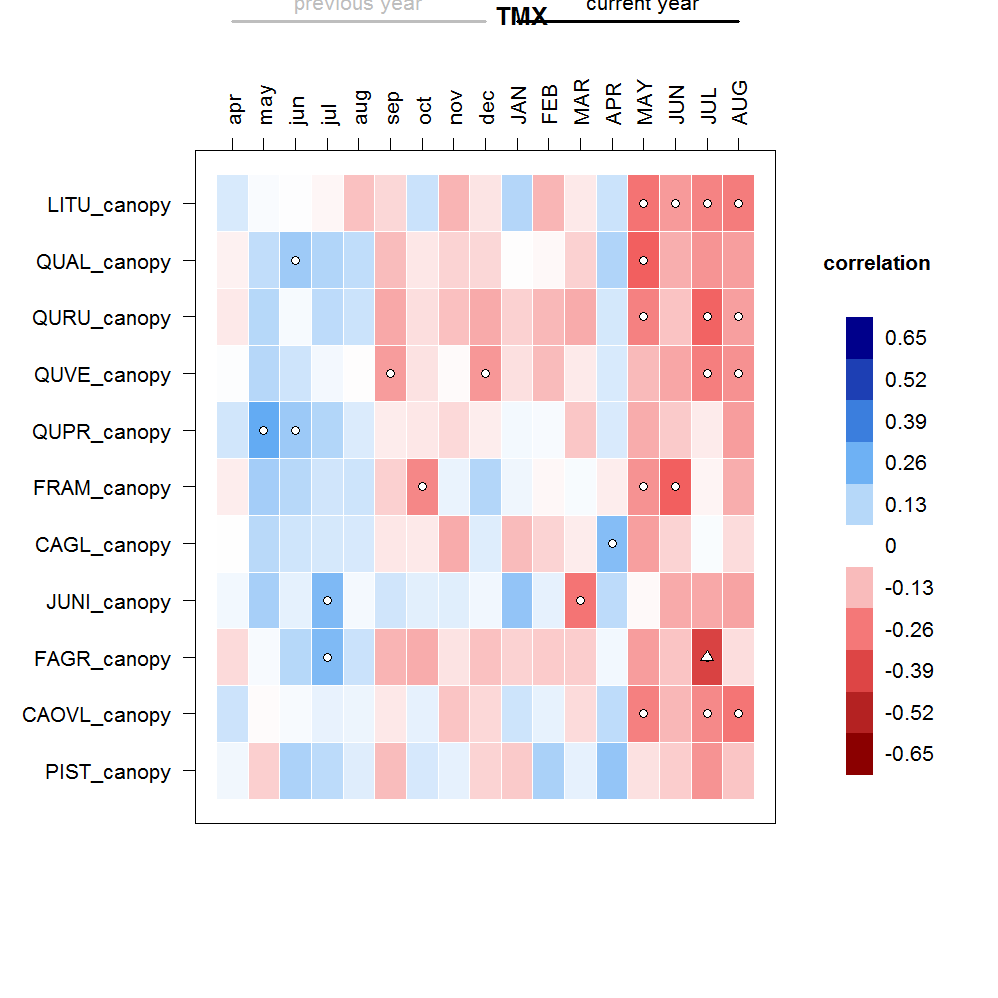 previous year
TMX
current year
apr
may
jun
jul
aug
sep
oct
nov
dec
JAN
FEB
MAR
APR
MAY
JUN
JUL
AUG
LITU_canopy
QUAL_canopy
QURU_canopy
QUVE_canopy
QUPR_canopy
FRAM_canopy
CAGL_canopy
JUNI_canopy
FAGR_canopy
CAOVL_canopy
PIST_canopy
correlation
0.65
0.52
0.39
0.26
0.13
0
-0.13
-0.26
-0.39
-0.52
-0.65